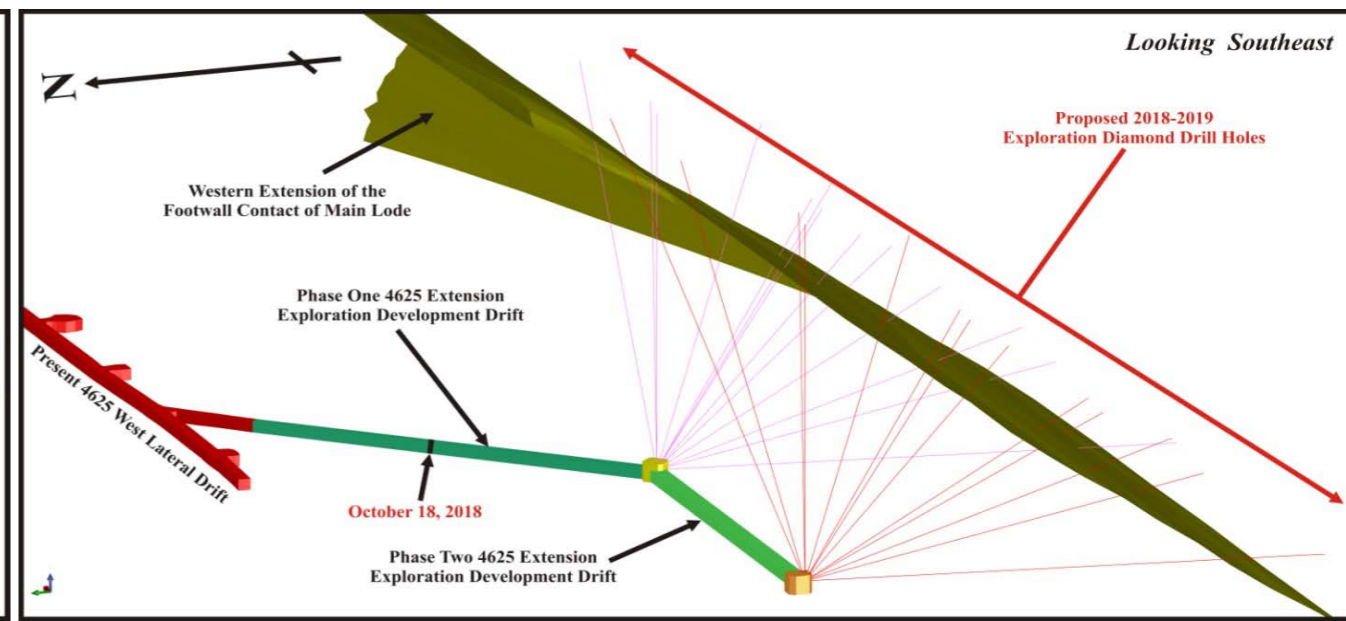 Looking Southeast
N
Proposed 2018-2019
Exploration Diamond Drill Holes
Western Extension of the
Footwall Contact of Main Lode
Phase One 4625 Extension
Exploration Development Drift
Present 4625 West Lateral Drift
October 18, 2018
Phase Two 4625 Extension
Exploration Development Drift